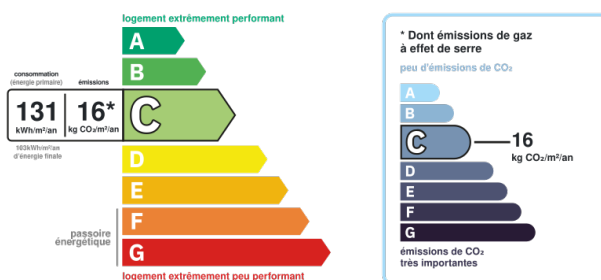 logement extrêmement performant
consommation
(énergie primaire)
émissions
131
kWh/m²/an
16*
kg CO₂/m²/an
103kWh/m²/an
d'énergie finale
A
B
C
D
E
F
G
passoire
énergétique
logement extrêmement peu performant
* Dont émissions de gaz
à effet de serre
peu d'émissions de CO₂
A
B
C
16
kg CO₂/m²/an
D
E
F
G
émissions de CO₂
très importantes